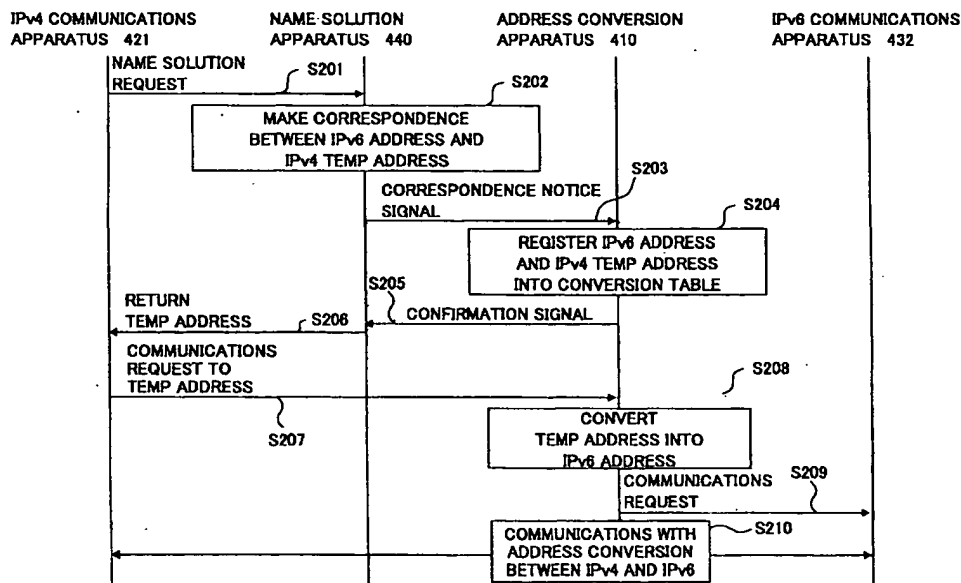 IPv4 COMMUNICATIONS
APPARATUS 421
NAME SOLUTION
APPARATUS 440
ADDRESS CONVERSION
APPARATUS 410
IPv6 COMMUNICATIONS
APPARATUS 432
NAME SOLUTION
REQUEST
S201
S202
MAKE CORRESPONDENCE
BETWEEN IPv6 ADDRESS AND
IPv4 TEMP ADDRESS
CORRESPONDENCE NOTICE
SIGNAL
S203
S204
REGISTER IPv6 ADDRESS
AND IPv4 TEMP ADDRESS
INTO CONVERSION TABLE
S205
CONFIRMATION SIGNAL
RETURN
TEMP ADDRESS
S206
COMMUNICATIONS
REQUEST TO
TEMP ADDRESS
S207
S208
CONVERT
TEMP ADDRESS INTO
IPv6 ADDRESS
COMMUNICATIONS
REQUEST
S209
S210
COMMUNICATIONS WITH
ADDRESS CONVERSION
BETWEEN IPv4 AND IPv6